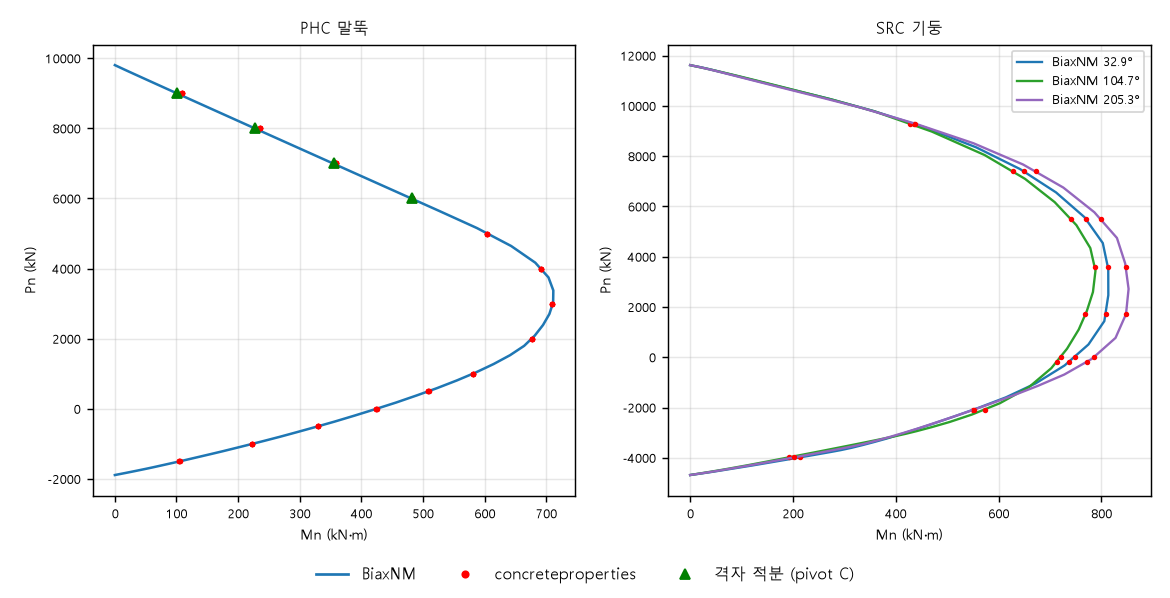 PHC 말뚝
Pn (kN)
10000
8000
6000
4000
2000
0
-2000
0 100 200 300 400 500 600 700
Mn (kN·m)
SRC 기둥
Pn (kN)
12000
10000
8000
6000
4000
2000
0
-2000
-4000
0 200 400 600 800
Mn (kN·m)
BiaxNM 32.9°
BiaxNM 104.7°
BiaxNM 205.3°
BiaxNM concreteproperties 격자 적분 (pivot C)